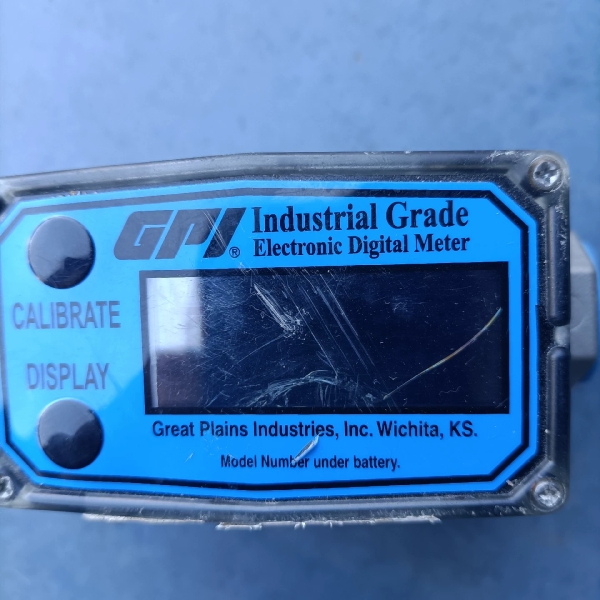 GPI® Industrial Grade
Electronic Digital Meter
CALIBRATE
DISPLAY
Great Plains Industries, Inc. Wichita, KS.
Model Number under battery.